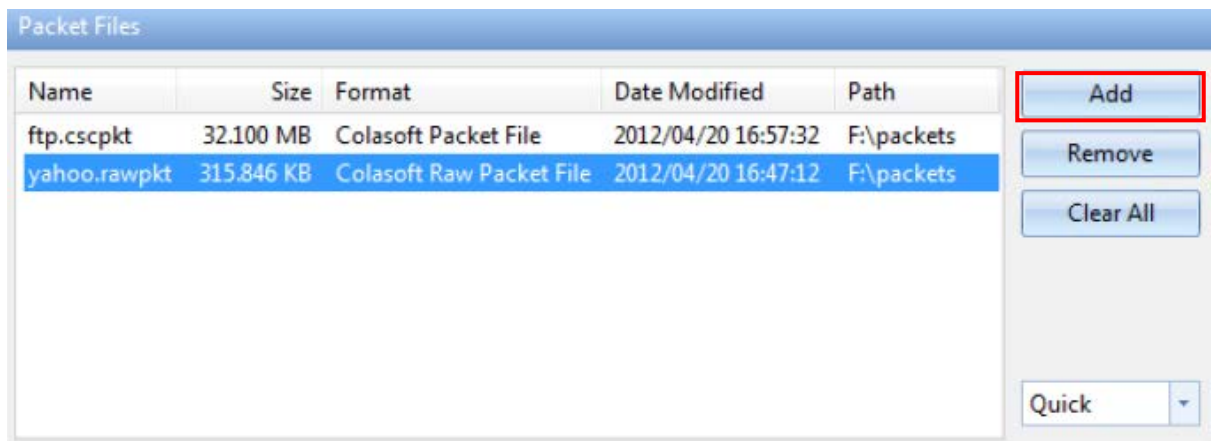 Packet Files
Name Size Format Date Modified Path
ftp.cscpkt 32.100 MB Colasoft Packet File 2012/04/20 16:57:32 F:\packets
yahoo.rawpkt 315.846 KB Colasoft Raw Packet File 2012/04/20 16:47:12 F:\packets
Add
Remove
Clear All
Quick